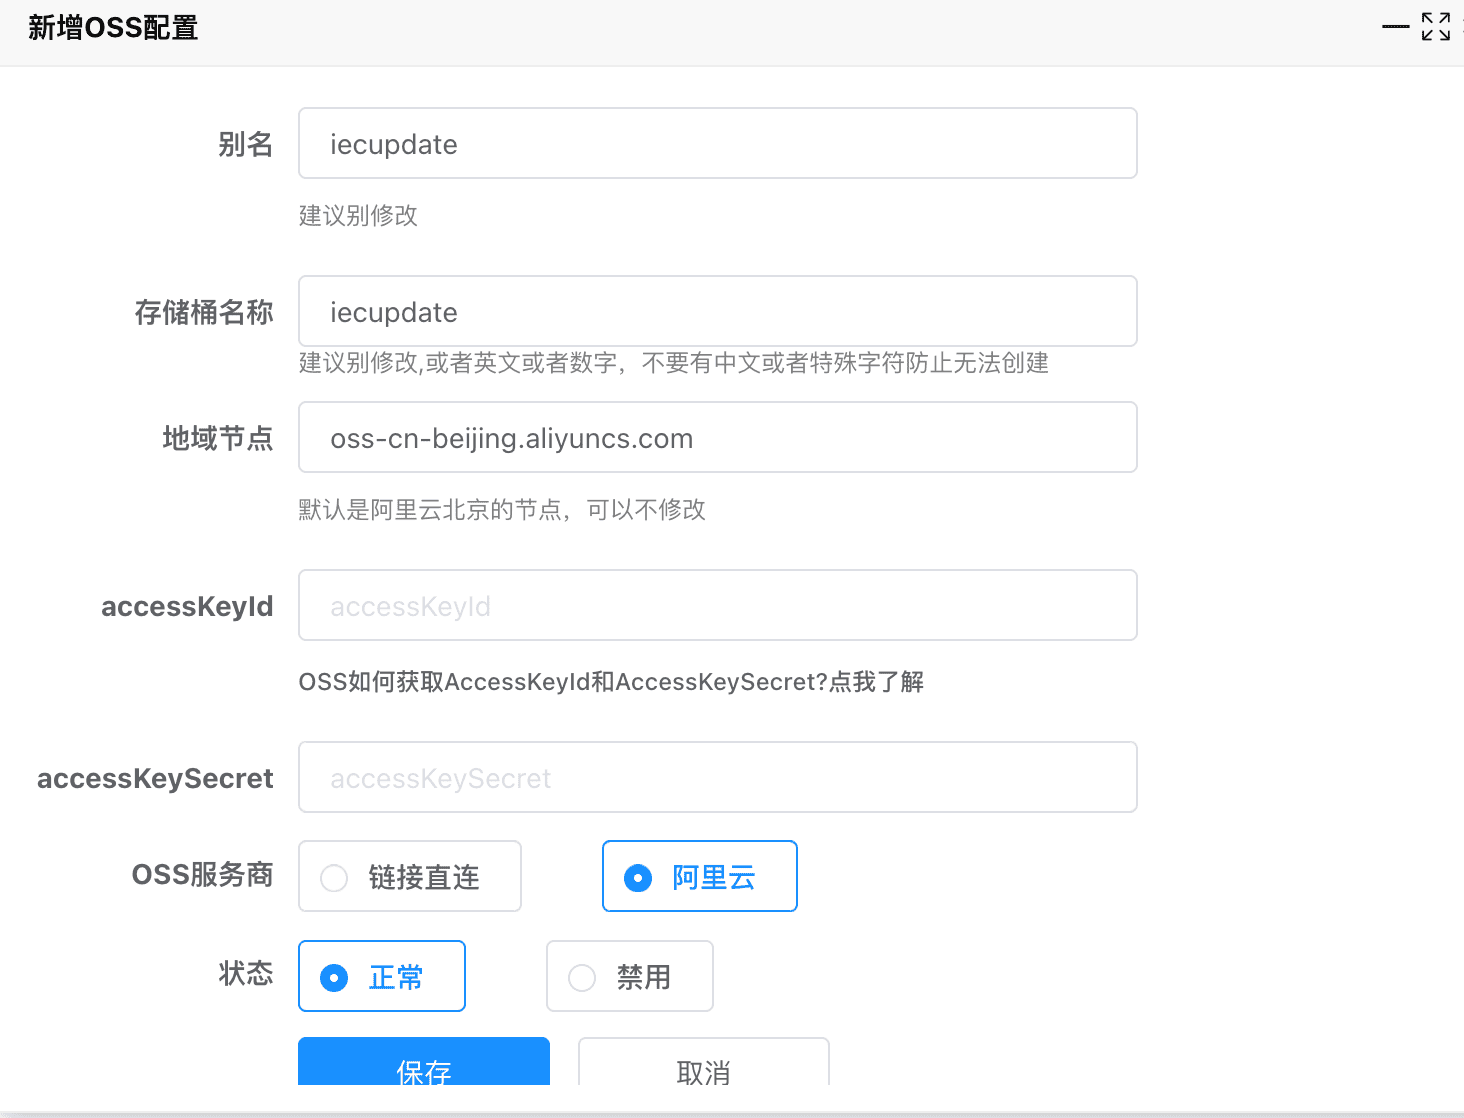 新增OSS配置
别名
iecupdate
建议别修改
存储桶名称
iecupdate
建议别修改,或者英文或者数字，不要有中文或者特殊字符防止无法创建
地域节点
oss-cn-beijing.aliyuncs.com
默认是阿里云北京的节点，可以不修改
accessKeyId
accessKeyId
OSS如何获取AccessKeyId和AccessKeySecret?点我了解
accessKeySecret
accessKeySecret
OSS服务商
链接直连
阿里云
状态
正常
禁用
保存
取消